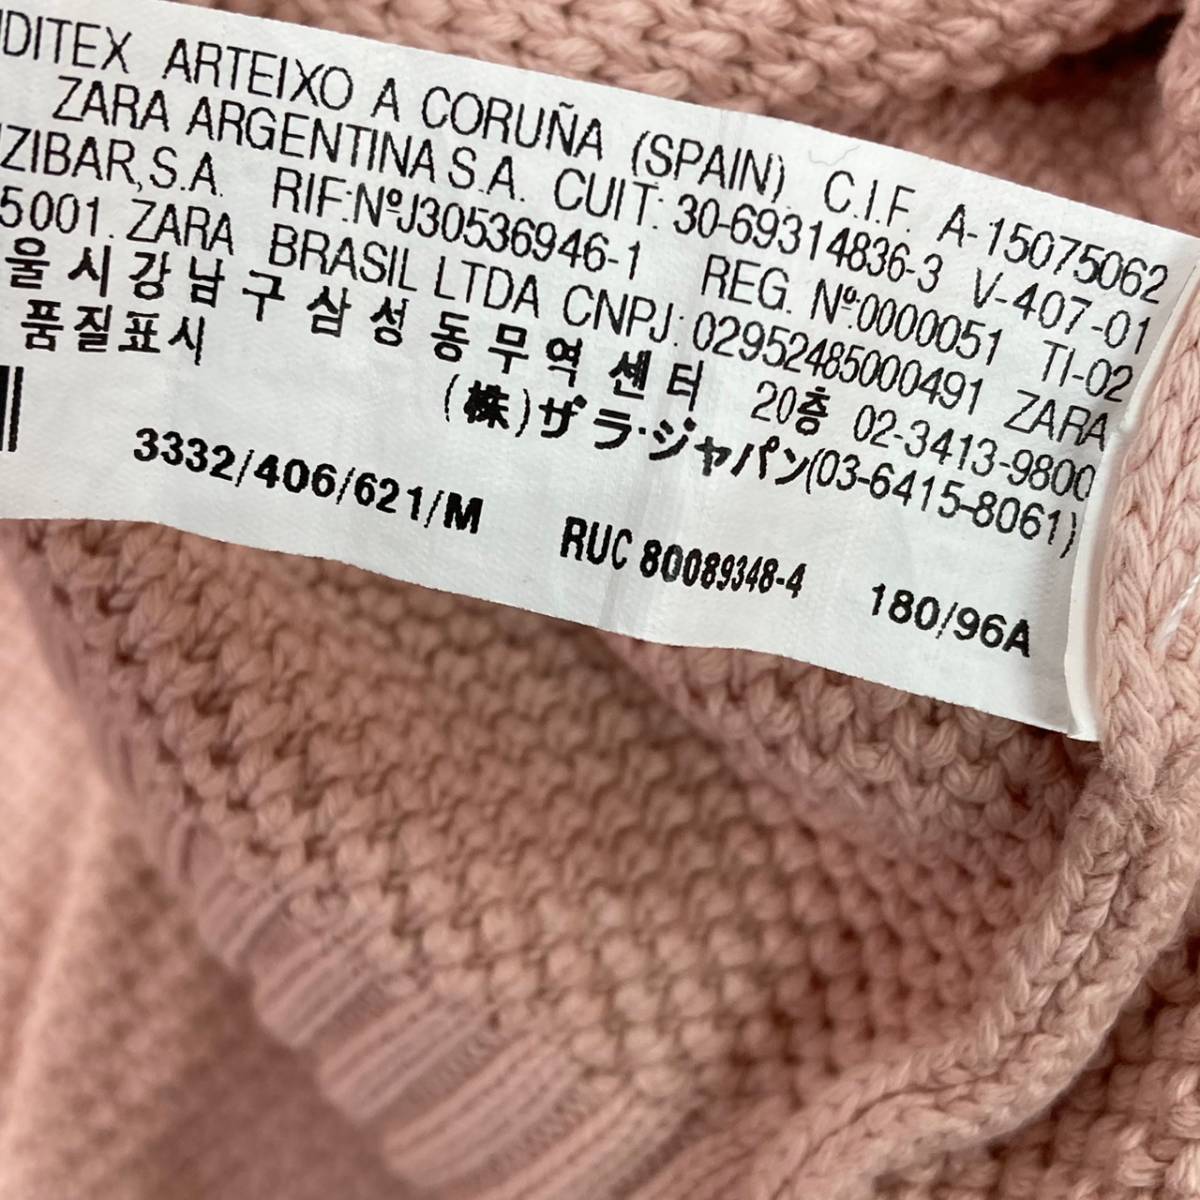 DITEX ARTEIXO A CORUÑA (SPAIN) C.I.F. A-15075062
ZARA ARGENTINA S.A. CUIT: 30-69314836-3 V-407-01
ZIBAR,S.A. RIF:NºJ30536946-1 REG. Nº:0000051 TI-02
5001. ZARA BRASIL LTDA CNPJ: 02952485000491 ZARA
울시강남구 삼성동무역센터 20층 02-3413-9800
품질표시 (株)ザラ・ジャパン(03-6415-8061)
3332/406/621/M RUC 80089348-4 180/96A